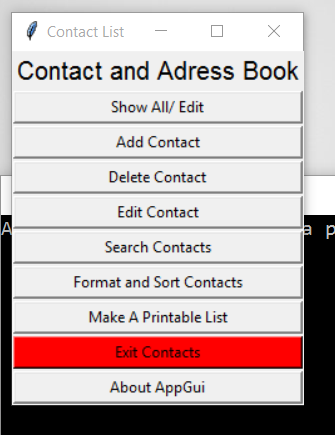 Contact List
Contact and Adress Book
Show All/ Edit
Add Contact
Delete Contact
Edit Contact
Search Contacts
Format and Sort Contacts
Make A Printable List
Exit Contacts
About AppGui